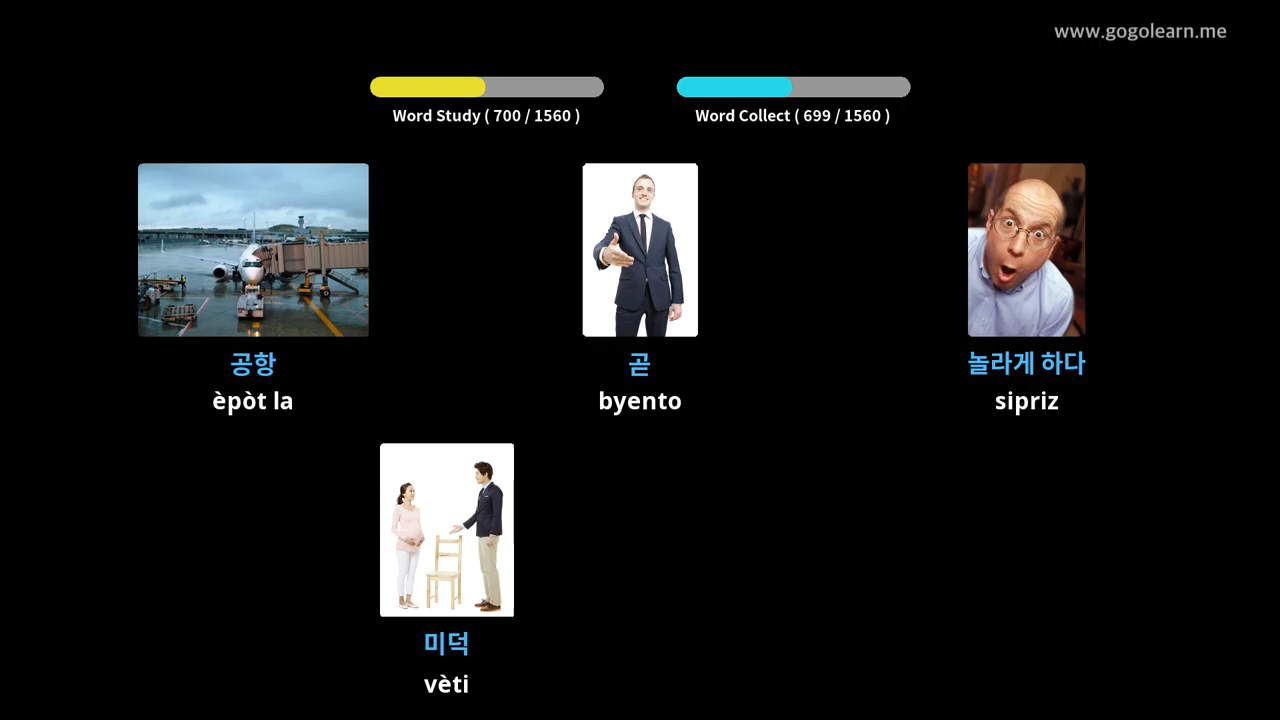 www.gogolearn.me
Word Study ( 700 / 1560 )
Word Collect ( 699 / 1560 )
공항
èpòt la
곧
byento
놀라게 하다
sipriz
미덕
vèti